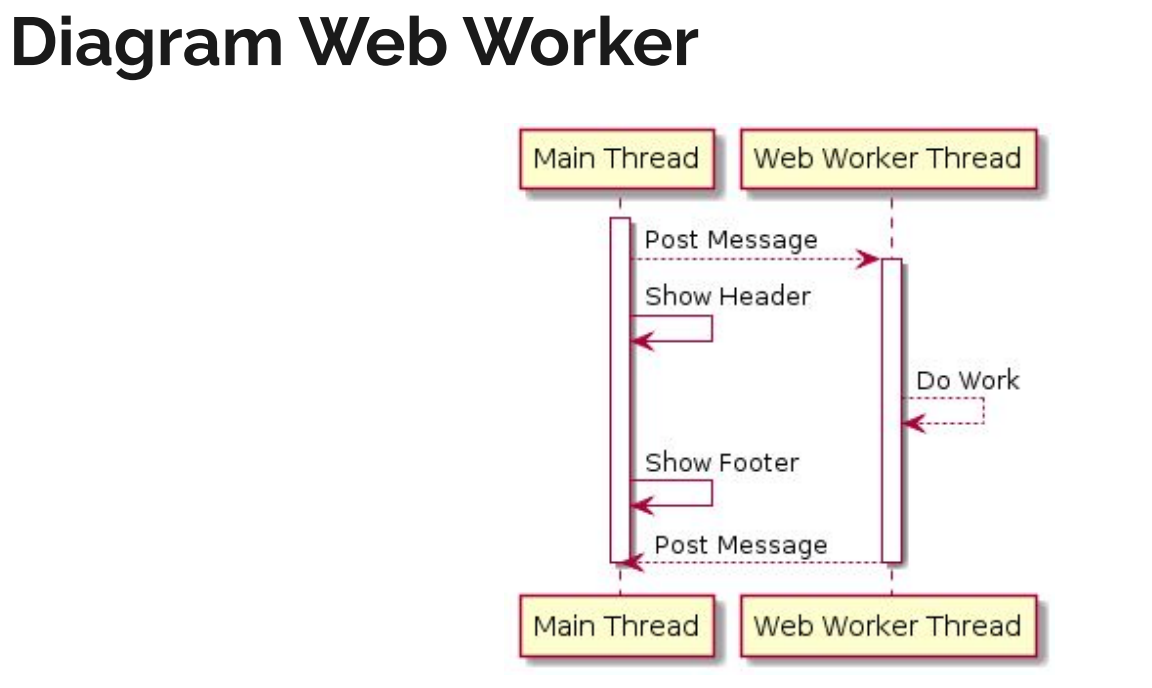 Diagram Web Worker
Main Thread
Web Worker Thread
Post Message
Show Header
Do Work
Show Footer
Post Message
Main Thread
Web Worker Thread